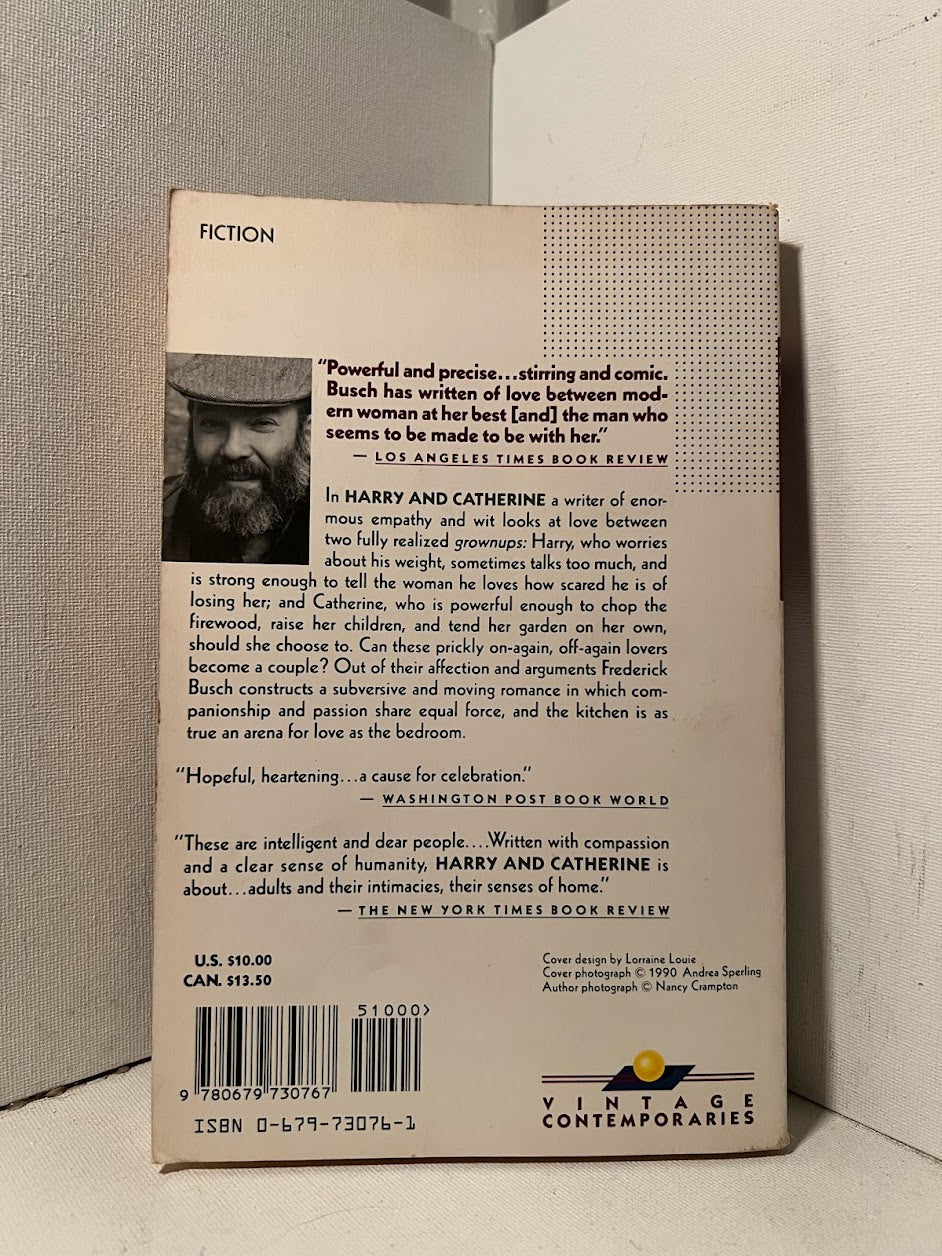 FICTION
“Powerful and precise...stirring and comic.
Busch has written of love between mod-
ern woman at her best [and] the man who
seems to be made to be with her.”
— LOS ANGELES TIMES BOOK REVIEW
In HARRY AND CATHERINE a writer of enor-
mous empathy and wit looks at love between
two fully realized grownups: Harry, who worries
about his weight, sometimes talks too much, and
is strong enough to tell the woman he loves how scared he is of
losing her; and Catherine, who is powerful enough to chop the
firewood, raise her children, and tend her garden on her own,
should she choose to. Can these prickly on-again, off-again lovers
become a couple? Out of their affection and arguments Frederick
Busch constructs a subversive and moving romance in which com-
panionship and passion share equal force, and the kitchen is as
true an arena for love as the bedroom.
“Hopeful, heartening...a cause for celebration.”
— WASHINGTON POST BOOK WORLD
“These are intelligent and dear people....Written with compassion
and a clear sense of humanity, HARRY AND CATHERINE is
about...adults and their intimacies, their senses of home.”
— THE NEW YORK TIMES BOOK REVIEW
U.S. $10.00
CAN. $13.50
Cover design by Lorraine Louie
Cover photograph © 1990 Andrea Sperling
Author photograph © Nancy Crampton
51000>
9 780679 730767
ISBN 0-679-73076-1
VINTAGE
CONTEMPORARIES